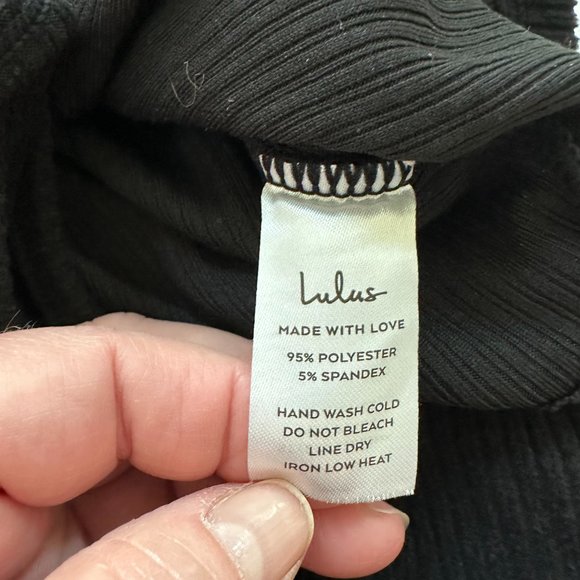 Lulus
MADE WITH LOVE
95% POLYESTER
5% SPANDEX
HAND WASH COLD
DO NOT BLEACH
LINE DRY
IRON LOW HEAT